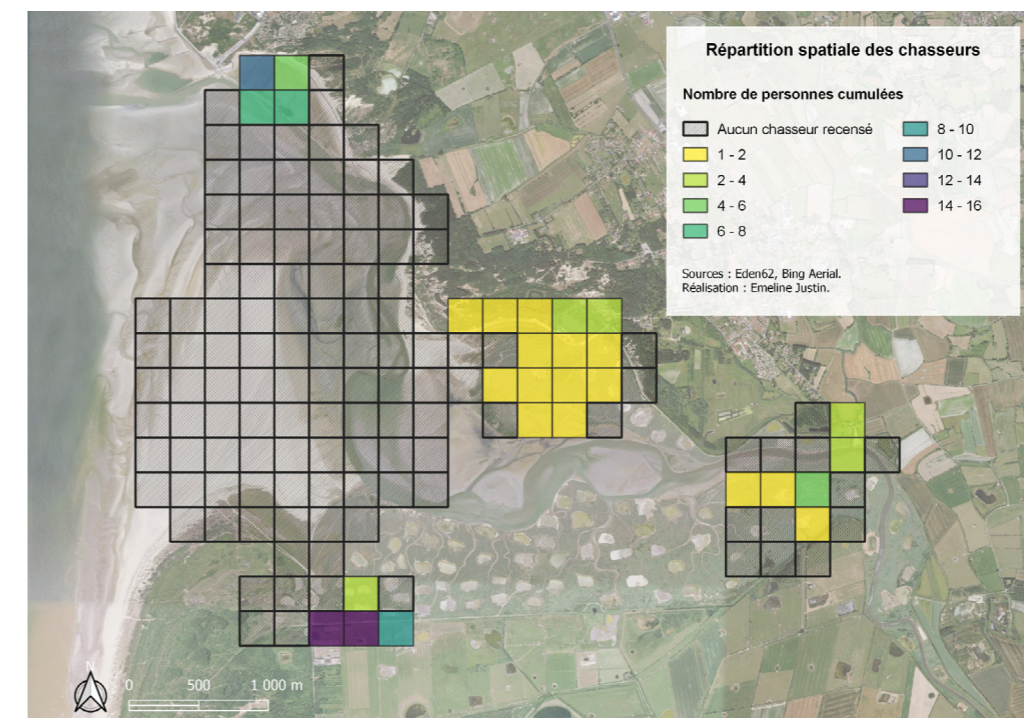 Répartition spatiale des chasseurs
Nombre de personnes cumulées
Aucun chasseur recensé
1 - 2
2 - 4
4 - 6
6 - 8
8 - 10
10 - 12
12 - 14
14 - 16
Sources : Eden62, Bing Aerial.
Réalisation : Emeline Justin.
N
0 500 1 000 m